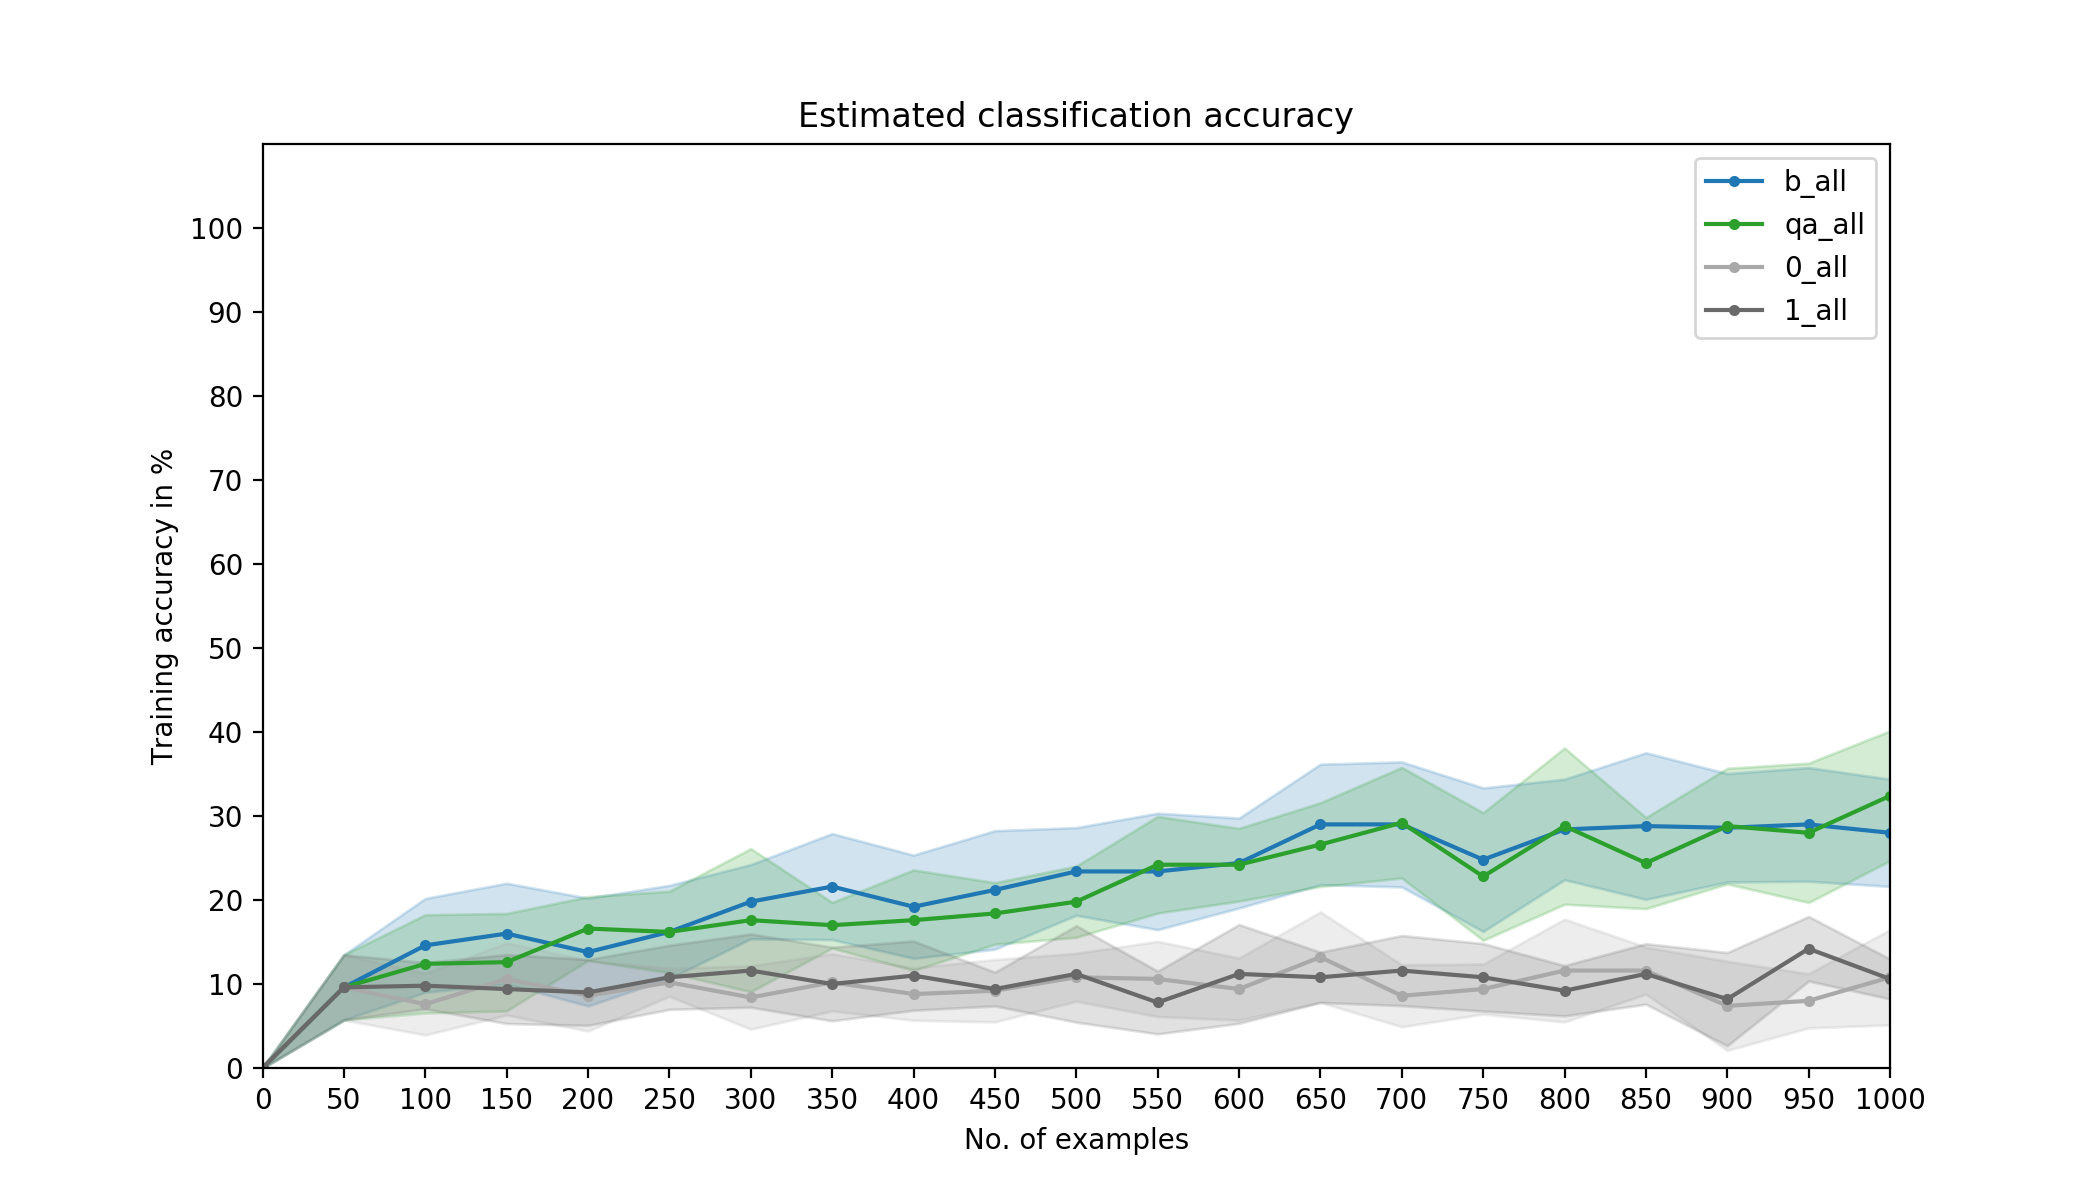 Estimated classification accuracy
b_all
qa_all
0_all
1_all
Training accuracy in %
100
90
80
70
60
50
40
30
20
10
0
0 50 100 150 200 250 300 350 400 450 500 550 600 650 700 750 800 850 900 950 1000
No. of examples